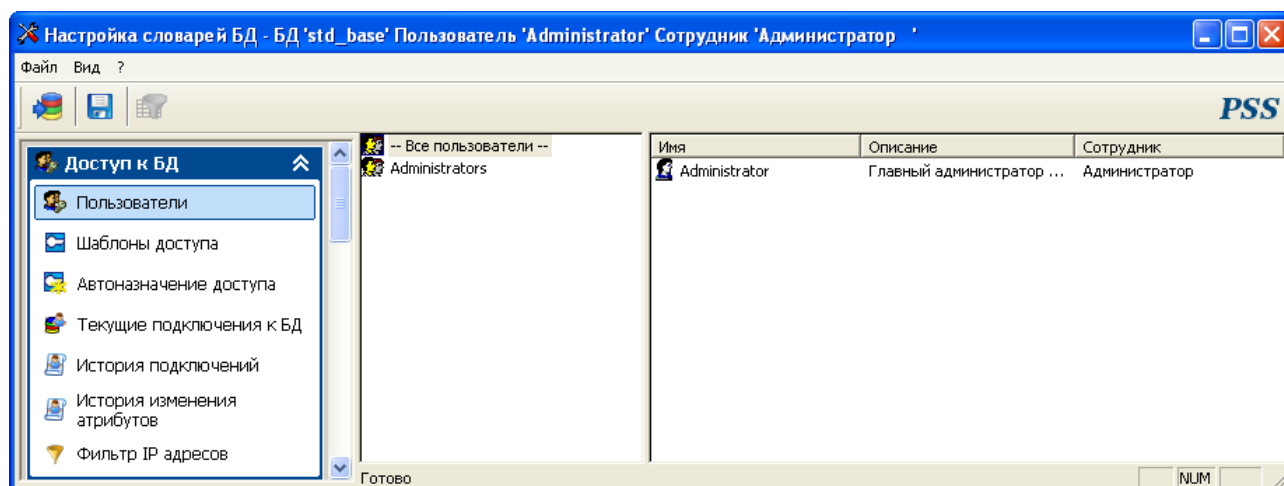 Настройка словарей БД - БД 'std_base' Пользователь 'Administrator' Сотрудник 'Администратор '
Файл Вид ?
PSS
Доступ к БД
Пользователи
Шаблоны доступа
Автоназначение доступа
Текущие подключения к БД
История подключений
История изменения
атрибутов
Фильтр IP адресов
-- Все пользователи --
Administrators
Имя Описание Сотрудник
Administrator Главный администратор ... Администратор
Готово NUM